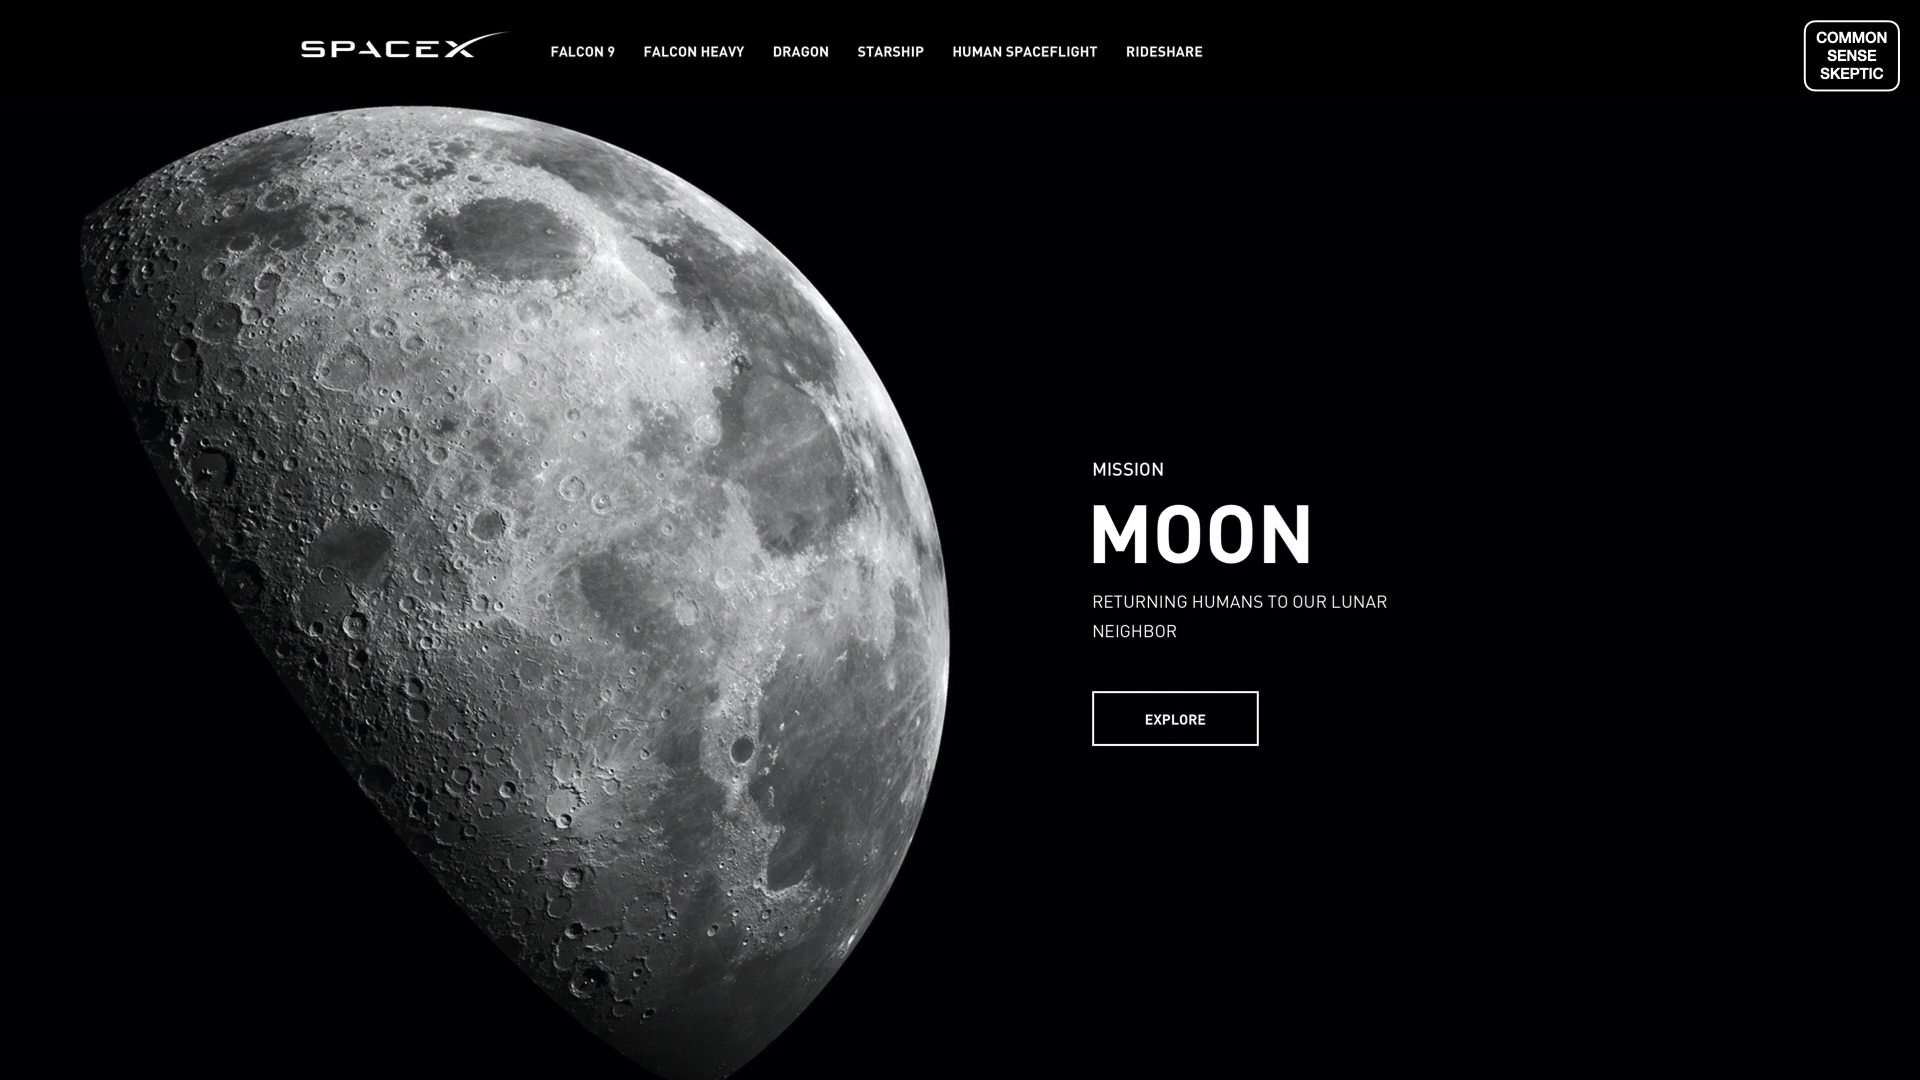 SPACEX
FALCON 9 FALCON HEAVY DRAGON STARSHIP HUMAN SPACEFLIGHT RIDESHARE
COMMON
SENSE
SKEPTIC
MISSION
MOON
RETURNING HUMANS TO OUR LUNAR
NEIGHBOR
EXPLORE